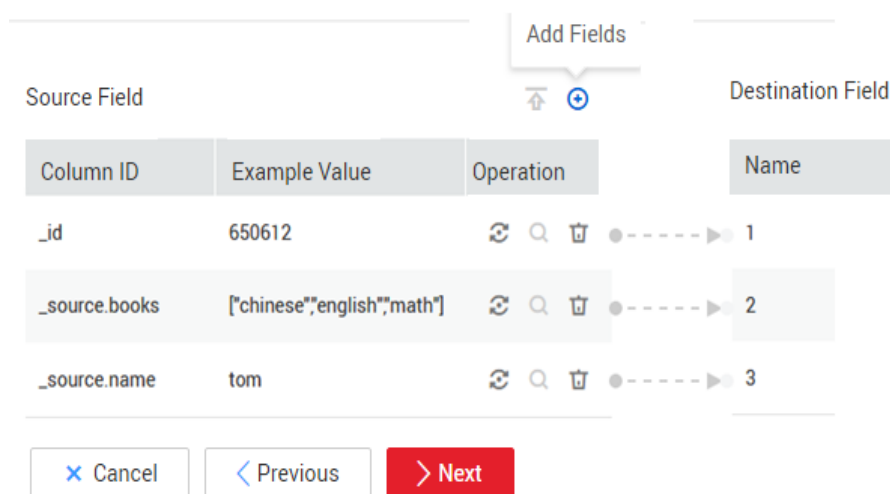 Add Fields
Source Field Destination Field
Column ID Example Value Operation Name
_id 650612 1
_source.books ["chinese","english","math"] 2
_source.name tom 3
Cancel Previous Next